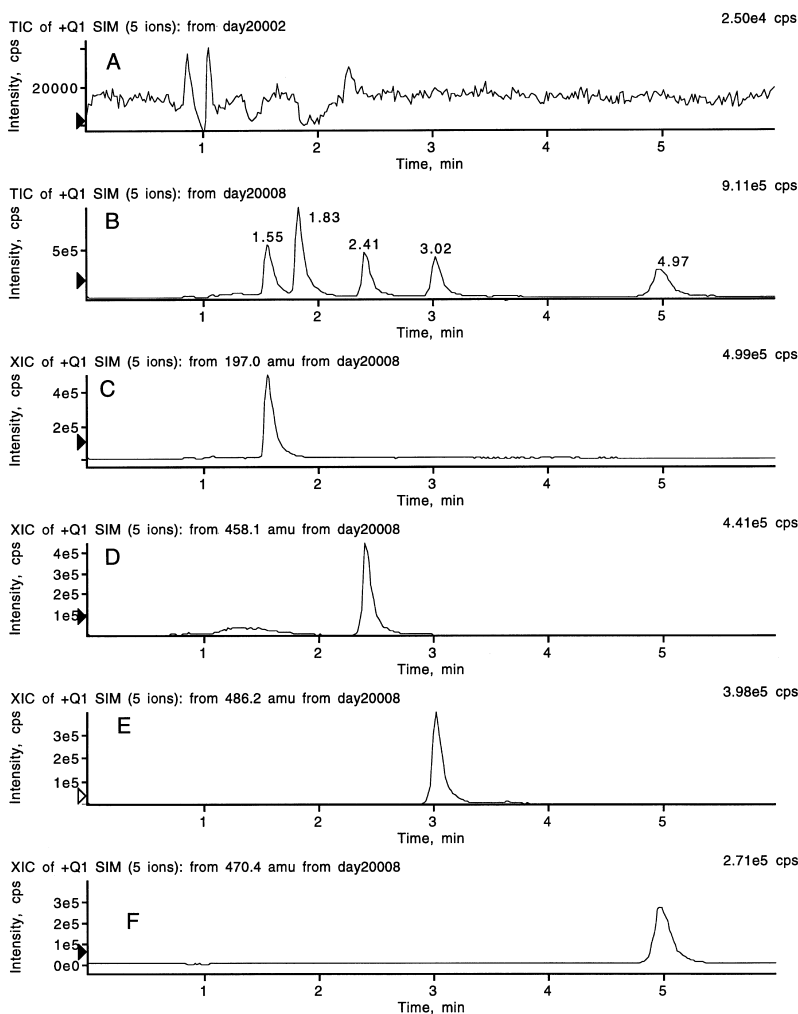 TIC of +Q1 SIM (5 ions): from day20002 2.50e4 cps
A
Intensity, cps
20000
1 2 3 4 5
Time, min
TIC of +Q1 SIM (5 ions): from day20008 9.11e5 cps
B
Intensity, cps
5e5
1.55 1.83 2.41 3.02 4.97
1 2 3 4 5
Time, min
XIC of +Q1 SIM (5 ions): from 197.0 amu from day20008 4.99e5 cps
C
Intensity, cps
4e5
2e5
1 2 3 4 5
Time, min
XIC of +Q1 SIM (5 ions): from 458.1 amu from day20008 4.41e5 cps
D
Intensity, cps
4e5
3e5
2e5
1e5
1 2 3 4 5
Time, min
XIC of +Q1 SIM (5 ions): from 486.2 amu from day20008 3.98e5 cps
E
Intensity, cps
3e5
2e5
1e5
1 2 3 4 5
Time, min
XIC of +Q1 SIM (5 ions): from 470.4 amu from day20008 2.71e5 cps
F
Intensity, cps
3e5
2e5
1e5
0e0
1 2 3 4 5
Time, min